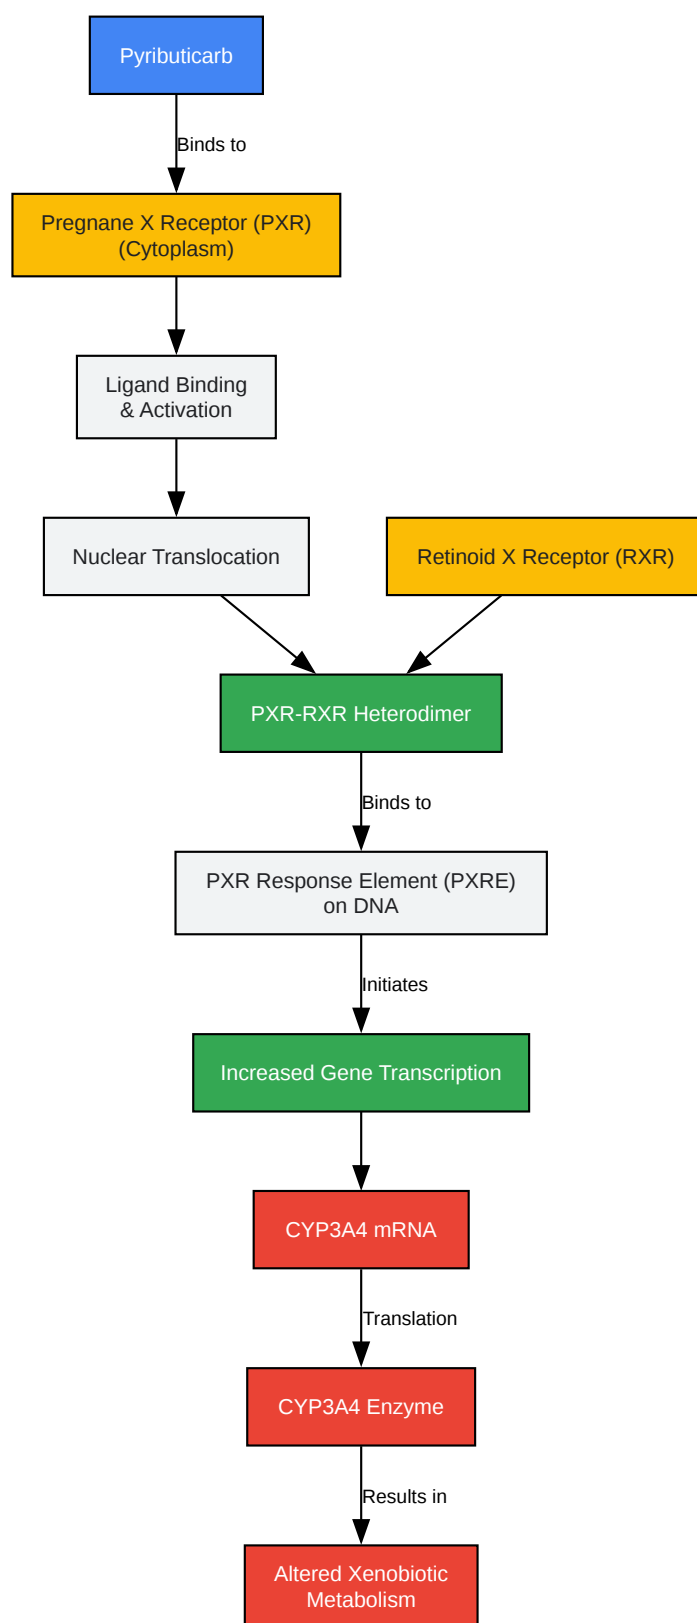 Pyributicarb
Binds to
Pregnane X Receptor (PXR)
(Cytoplasm)
Ligand Binding
& Activation
Nuclear Translocation
Retinoid X Receptor (RXR)
PXR-RXR Heterodimer
Binds to
PXR Response Element (PXRE)
on DNA
Initiates
Increased Gene Transcription
CYP3A4 mRNA
Translation
CYP3A4 Enzyme
Results in
Altered Xenobiotic
Metabolism